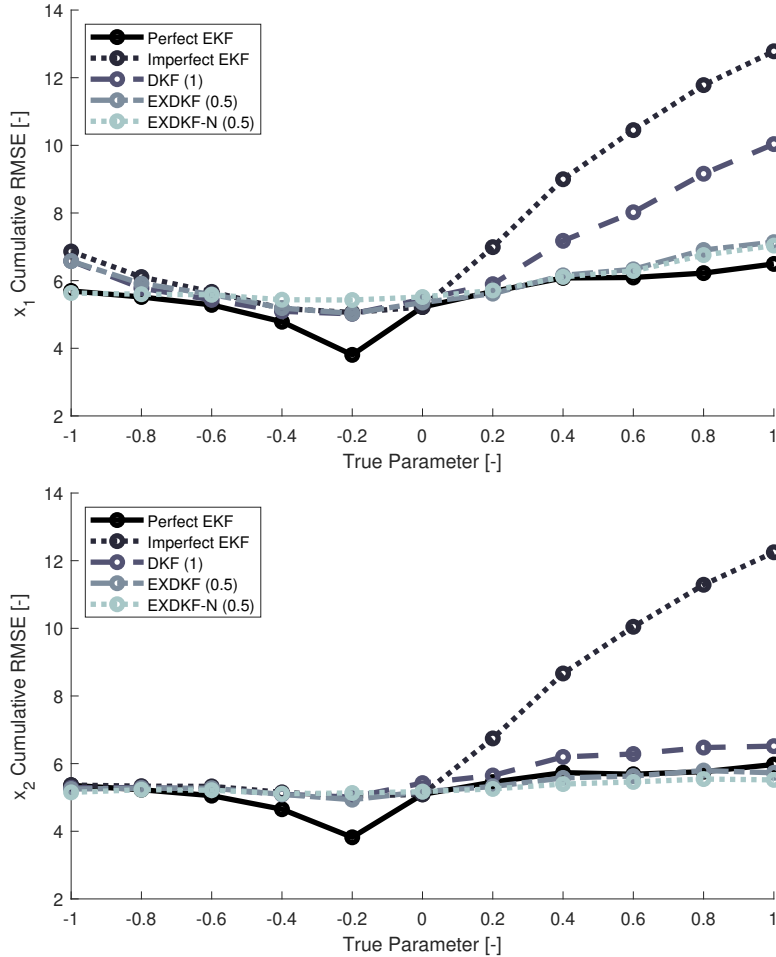 14
12
10
8
6
4
2
x1 Cumulative RMSE [-]
Perfect EKF
Imperfect EKF
DKF (1)
EXDKF (0.5)
EXDKF-N (0.5)
-1 -0.8 -0.6 -0.4 -0.2 0 0.2 0.4 0.6 0.8 1
True Parameter [-]
14
12
10
8
6
4
2
x2 Cumulative RMSE [-]
Perfect EKF
Imperfect EKF
DKF (1)
EXDKF (0.5)
EXDKF-N (0.5)
-1 -0.8 -0.6 -0.4 -0.2 0 0.2 0.4 0.6 0.8 1
True Parameter [-]